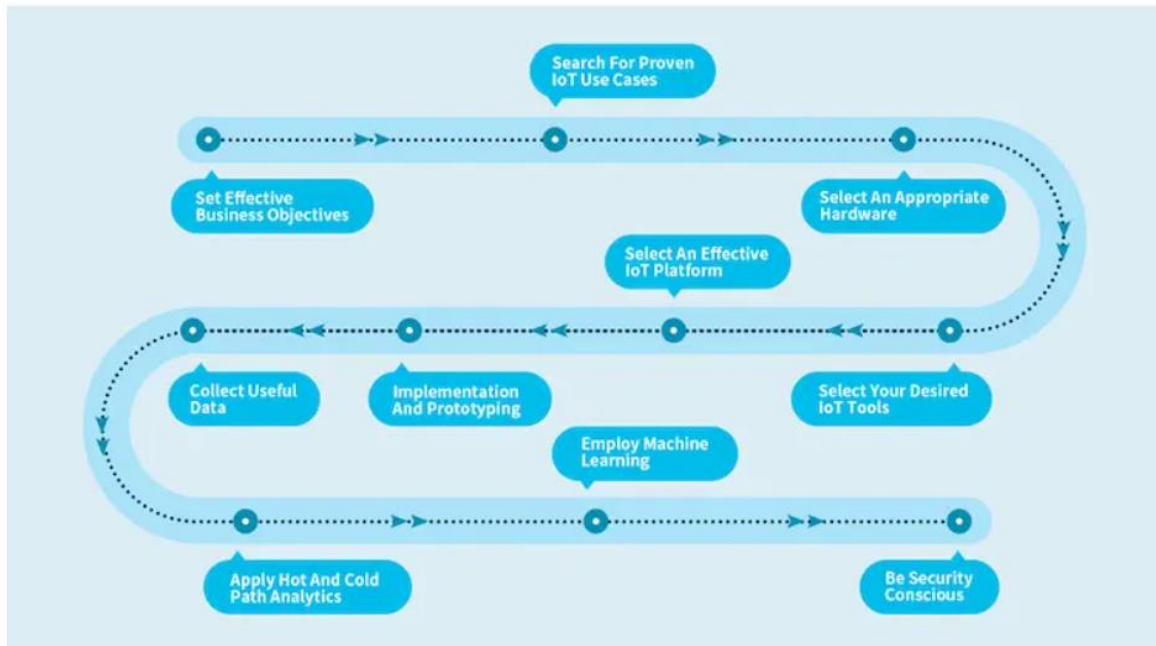 Set Effective
Business Objectives
Search For Proven
IoT Use Cases
Select An Appropriate
Hardware
Select Your Desired
IoT Tools
Select An Effective
IoT Platform
Implementation
And Prototyping
Collect Useful
Data
Apply Hot And Cold
Path Analytics
Employ Machine
Learning
Be Security
Conscious